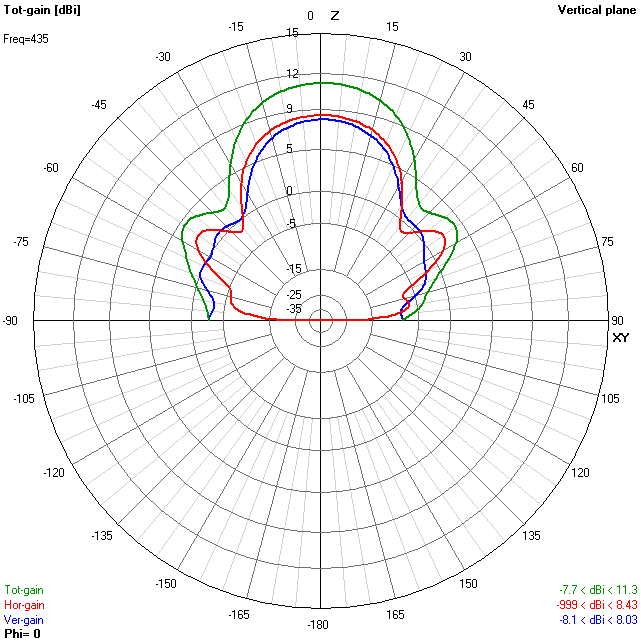 Tot-gain [dBi] 0 Z Vertical plane
-15 15
Freq=435 15
-30 30
12
-45 9 45
5
-60 0 60
-5
-75 75
-15
-25
-35
-90 90
XY
-105 105
-120 120
-135 135
-150 150
Tot-gain -7.7 < dBi < 11.3
Hor-gain -165 165 -999 < dBi < 8.43
Ver-gain -180 -8.1 < dBi < 8.03
Phi= 0